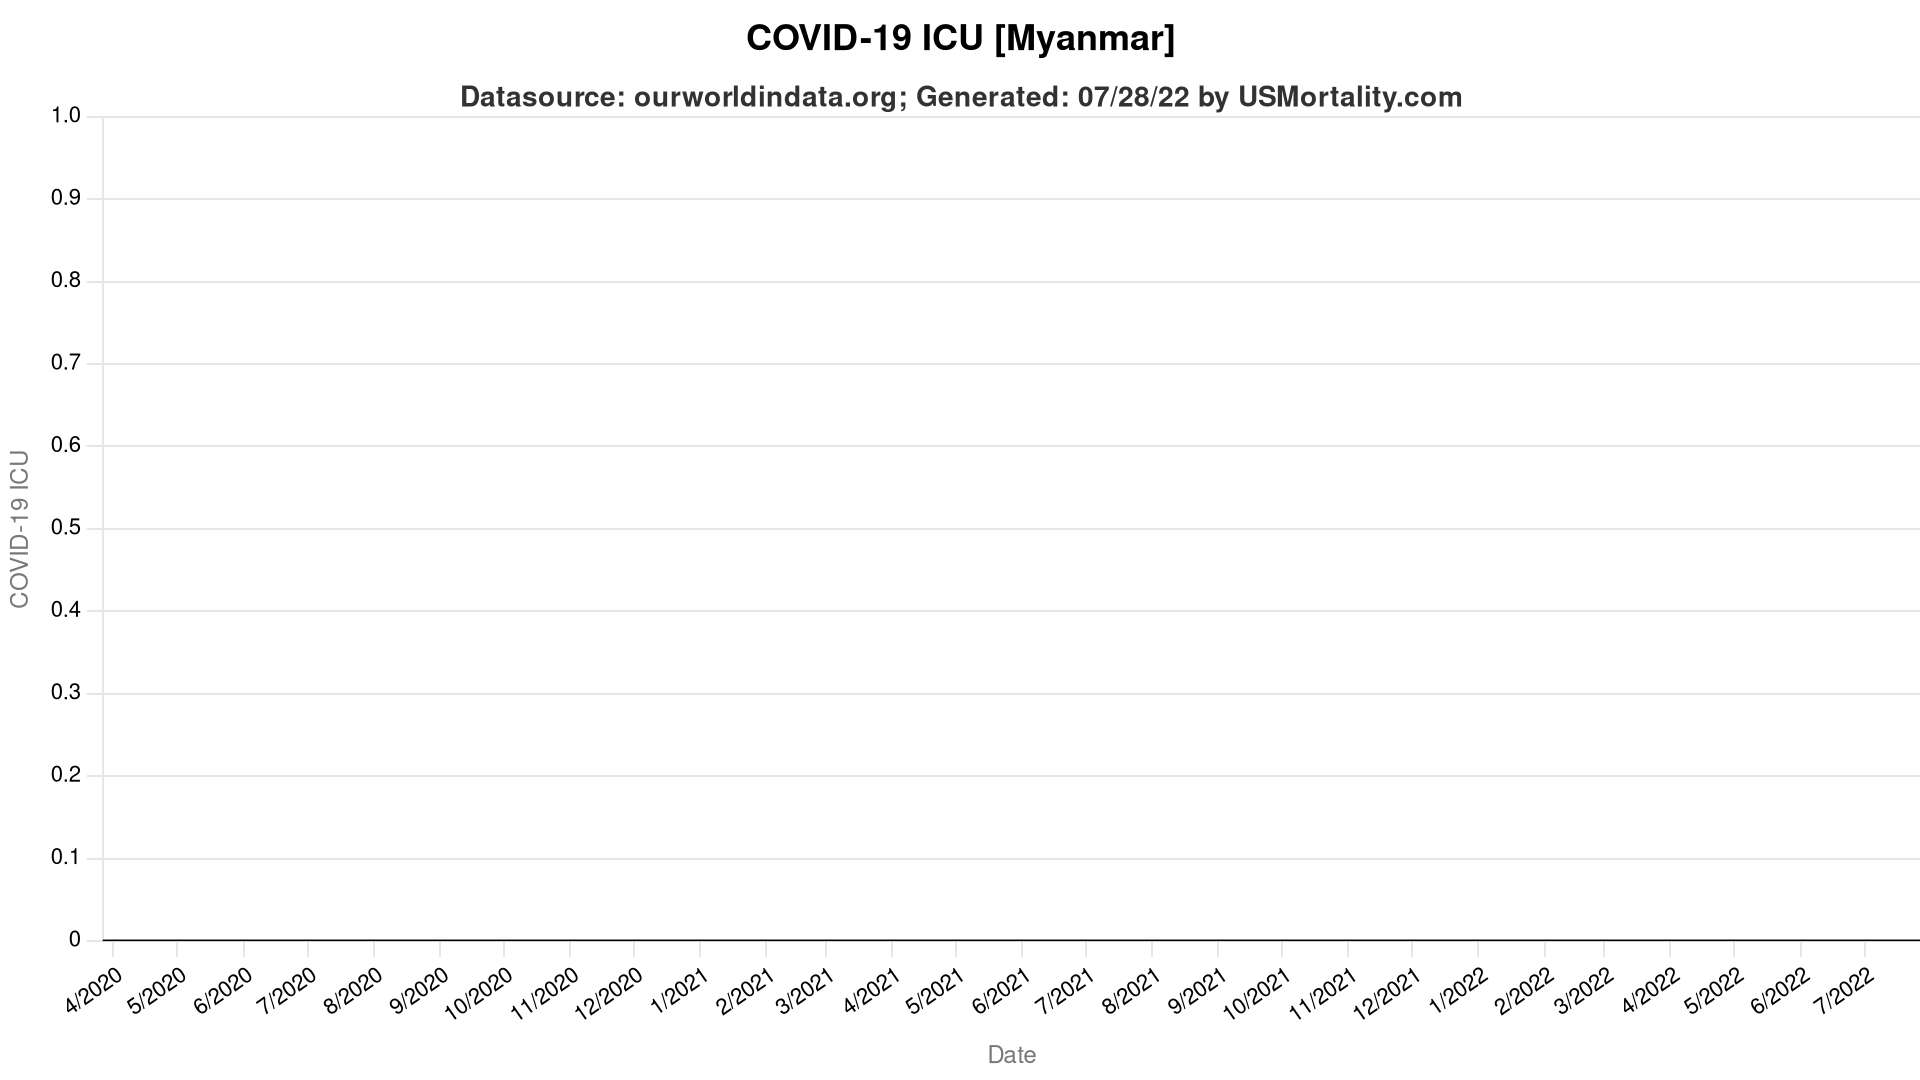 COVID-19 ICU [Myanmar]
Datasource: ourworldindata.org; Generated: 07/28/22 by USMortality.com
1.0
0.9
0.8
0.7
0.6
0.5
0.4
0.3
0.2
0.1
0
COVID-19 ICU
4/2020 5/2020 6/2020 7/2020 8/2020 9/2020 10/2020 11/2020 12/2020 1/2021 2/2021 3/2021 4/2021 5/2021 6/2021 7/2021 8/2021 9/2021 10/2021 11/2021 12/2021 1/2022 2/2022 3/2022 4/2022 5/2022 6/2022 7/2022
Date